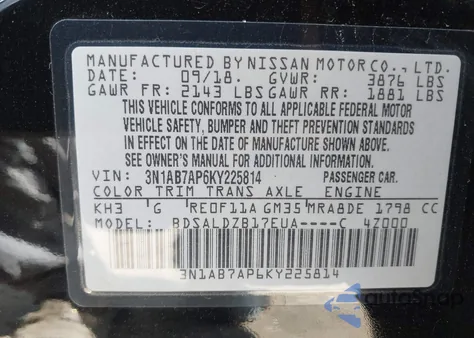 MANUFACTURED BY NISSAN MOTOR CO., LTD.
DATE: 09/18. GVWR: 3876 LBS
GAWR FR: 2143 LBS GAWR RR: 1881 LBS
THIS VEHICLE CONFORMS TO ALL APPLICABLE FEDERAL MOTOR
VEHICLE SAFETY, BUMPER AND THEFT PREVENTION STANDARDS
IN EFFECT ON THE DATE OF MANUFACTURE SHOWN ABOVE.
SEE OWNER'S MANUAL FOR ADDITIONAL INFORMATION.
VIN: 3N1AB7AP6KY225814 PASSENGER CAR.
COLOR TRIM TRANS AXLE ENGINE
KH3 G RE0F11A GM35 MRA8DE 1798 CC
MODEL: BDSALDZB17EUA----C 4Z000
3N1AB7AP6KY225814
autoSnap